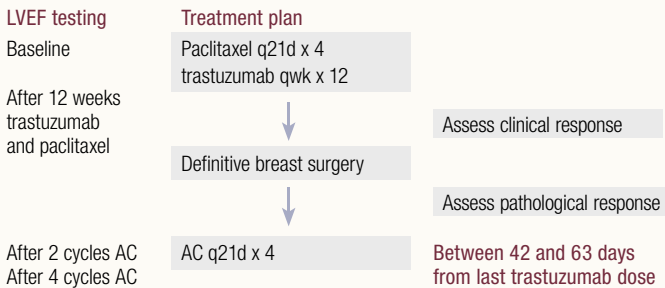 LVEF testing
Treatment plan
Baseline
Paclitaxel q21d x 4
trastuzumab qwk x 12
After 12 weeks
trastuzumab
and paclitaxel
Assess clinical response
Definitive breast surgery
Assess pathological response
After 2 cycles AC
After 4 cycles AC
AC q21d x 4
Between 42 and 63 days
from last trastuzumab dose